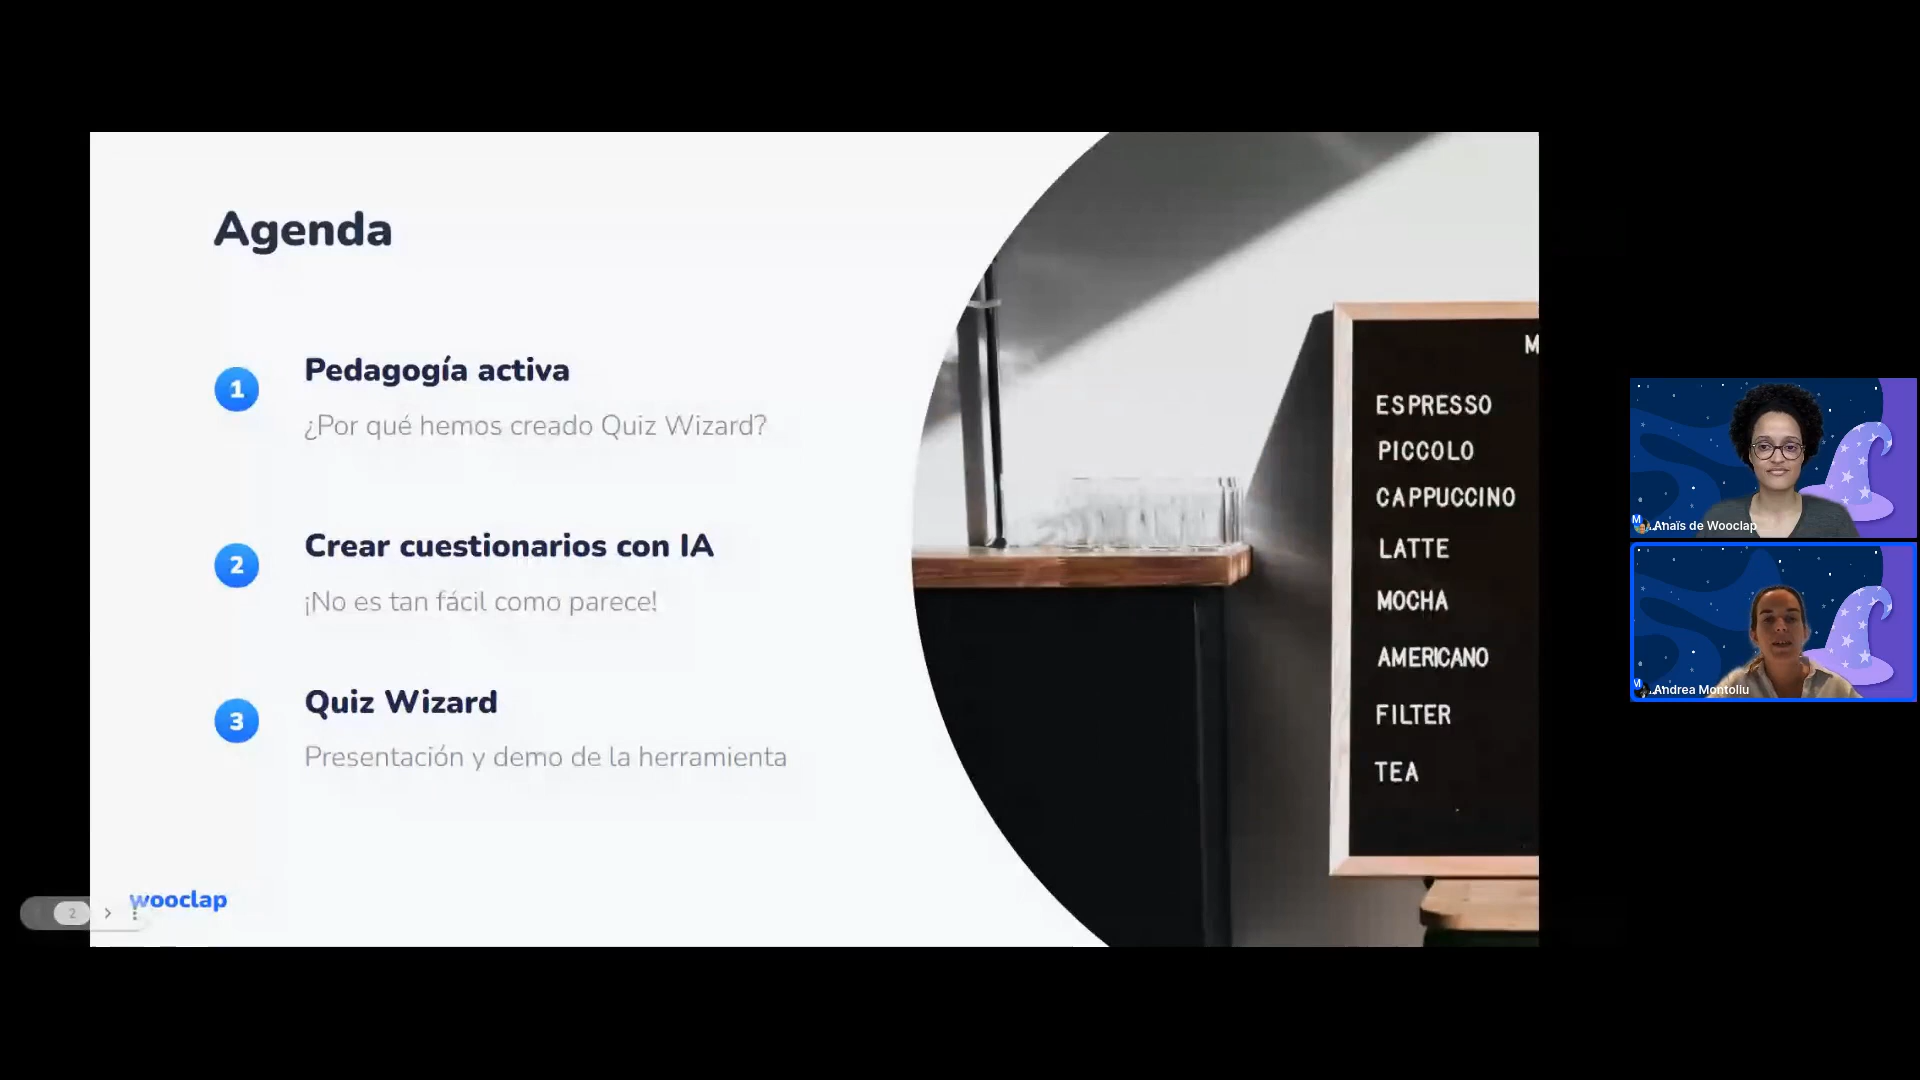 Agenda
1
Pedagogía activa
¿Por qué hemos creado Quiz Wizard?
2
Crear cuestionarios con IA
¡No es tan fácil como parece!
3
Quiz Wizard
Presentación y demo de la herramienta
wooclap
2
M
ESPRESSO
PICCOLO
CAPPUCCINO
LATTE
MOCHA
AMERICANO
FILTER
TEA
Anaïs de Wooclap
Andrea Montoliu